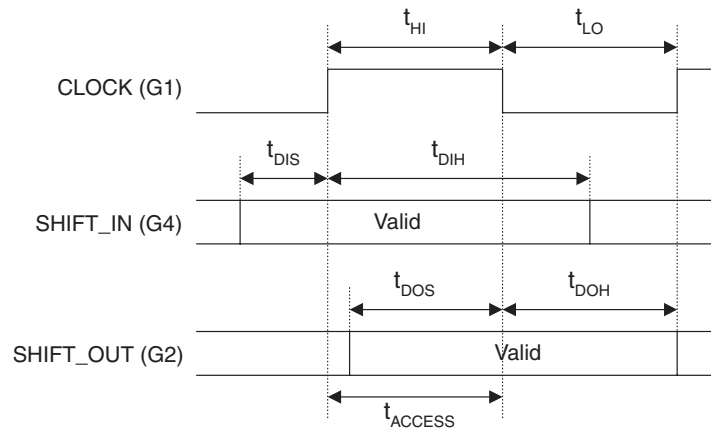 tHI
tLO
CLOCK (G1)
tDIS
tDIH
SHIFT_IN (G4)
Valid
tDOS
tDOH
SHIFT_OUT (G2)
Valid
tACCESS